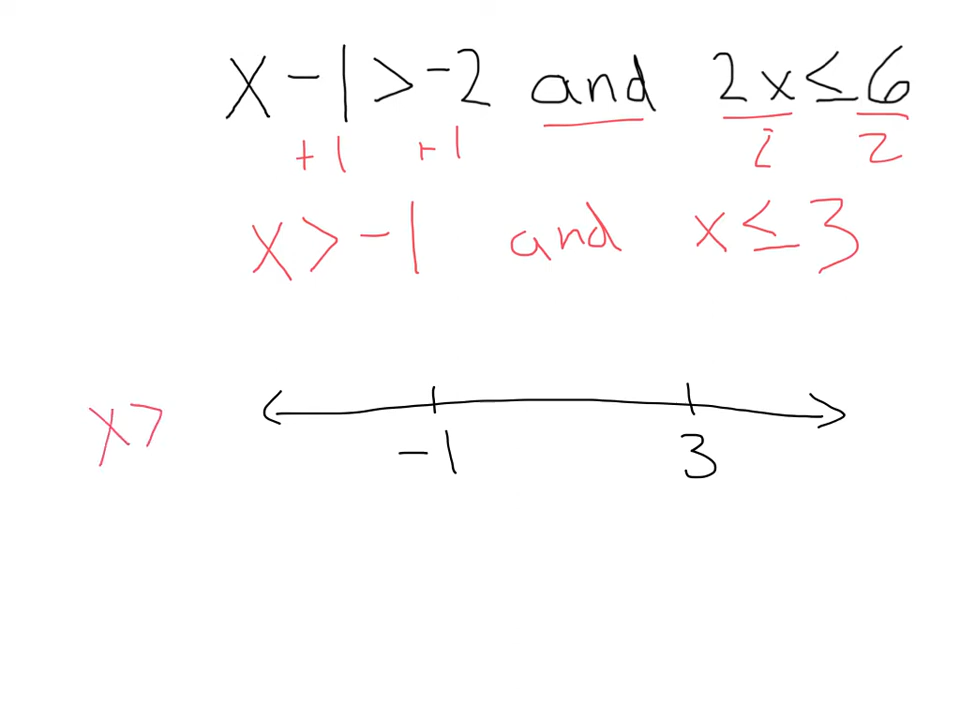 x - 1 > -2 and 2x ≤ 6
+1 +1 2 2
x > -1 and x ≤ 3
x >
-1 3